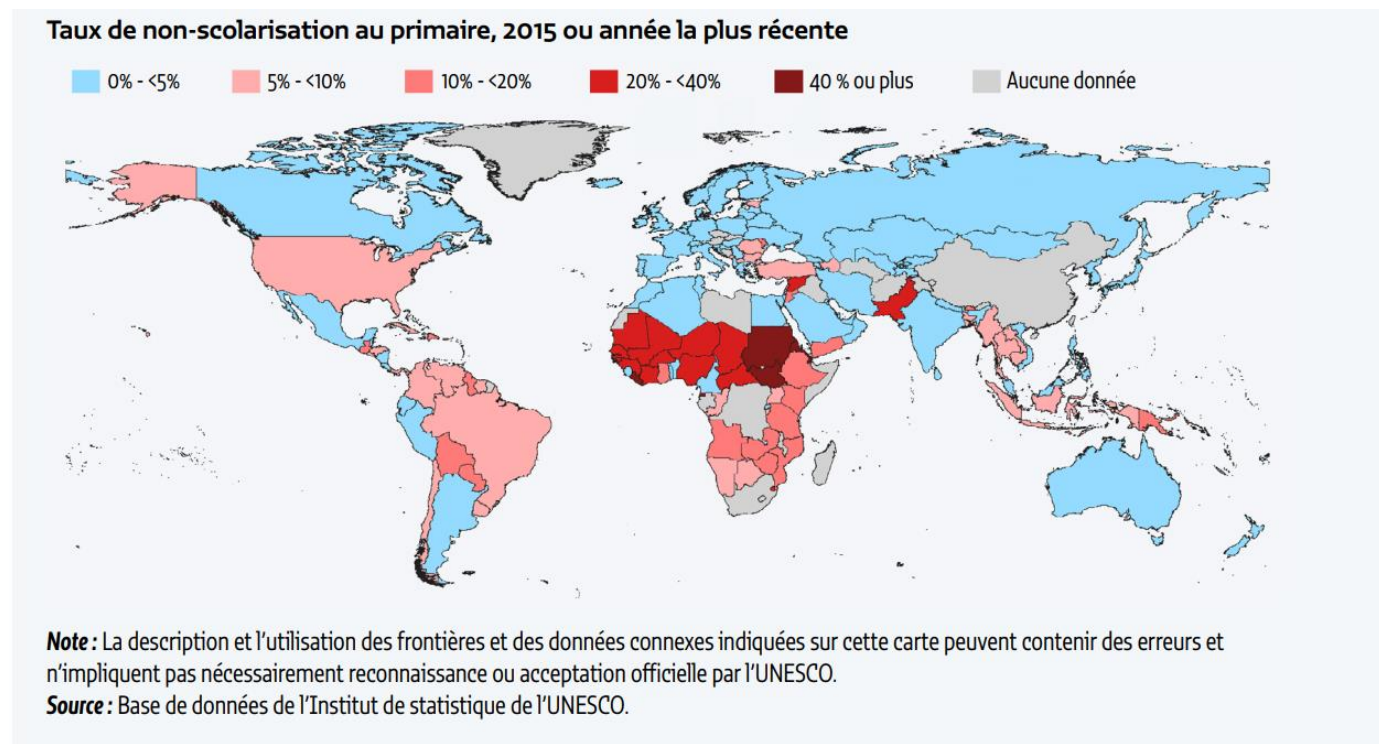 Taux de non-scolarisation au primaire, 2015 ou année la plus récente
0% - <5% 5% - <10% 10% - <20% 20% - <40% 40 % ou plus Aucune donnée
Note : La description et l'utilisation des frontières et des données connexes indiquées sur cette carte peuvent contenir des erreurs et
n'impliquent pas nécessairement reconnaissance ou acceptation officielle par l'UNESCO.
Source : Base de données de l'Institut de statistique de l'UNESCO.